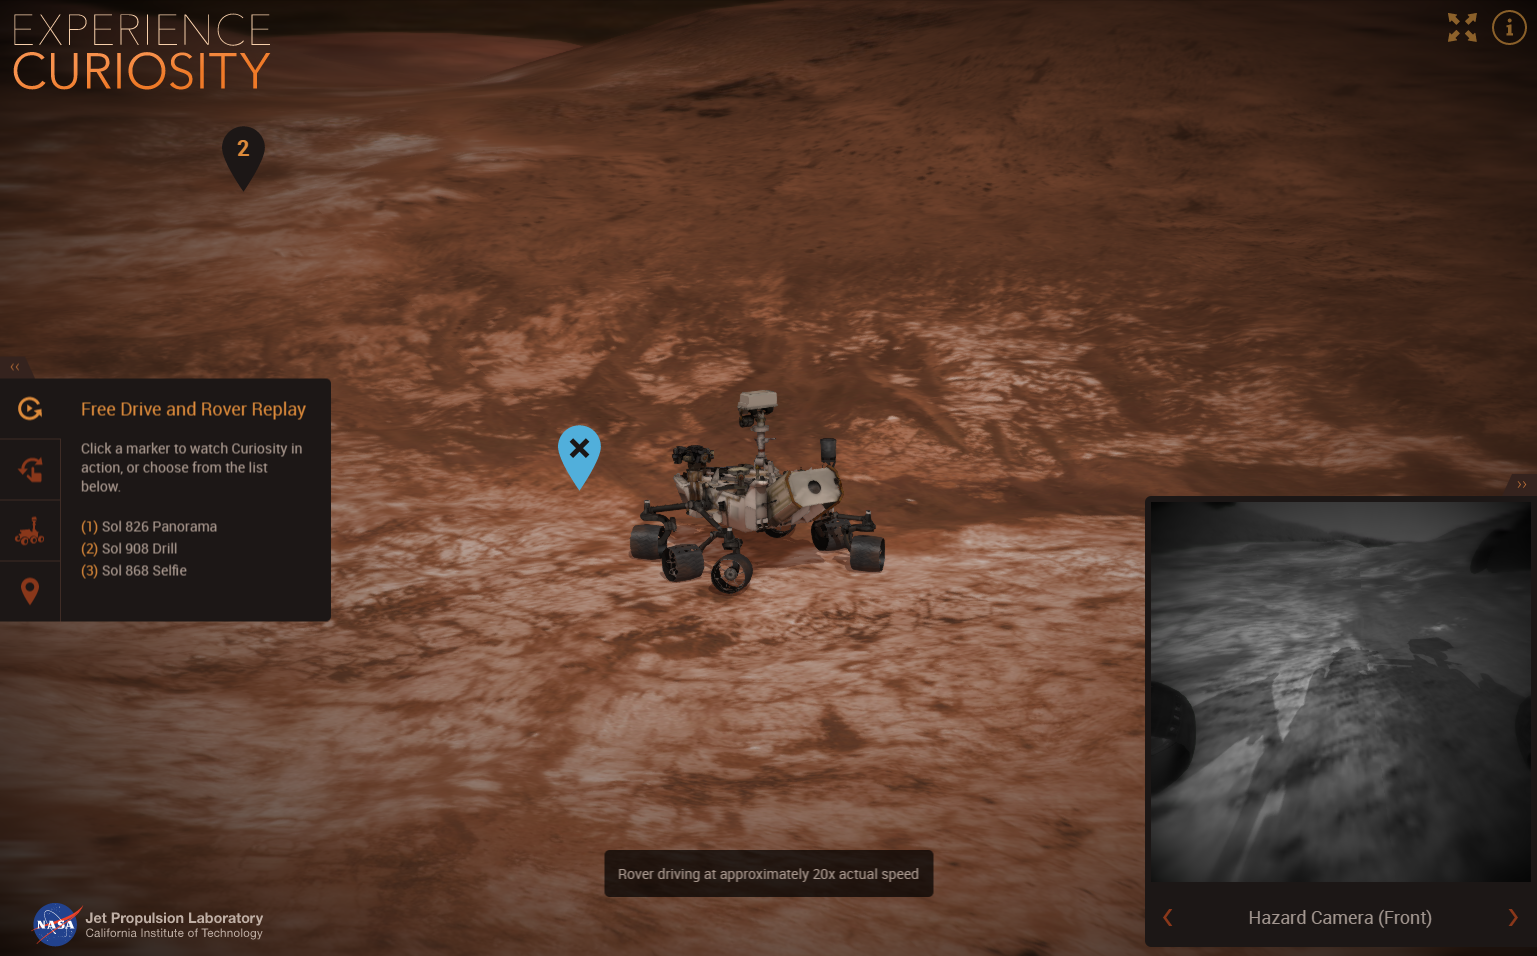 EXPERIENCE
CURIOSITY
2
Free Drive and Rover Replay
Click a marker to watch Curiosity in
action, or choose from the list
below.
(1) Sol 826 Panorama
(2) Sol 908 Drill
(3) Sol 868 Selfie
Rover driving at approximately 20x actual speed
Hazard Camera (Front)
NASA
Jet Propulsion Laboratory
California Institute of Technology